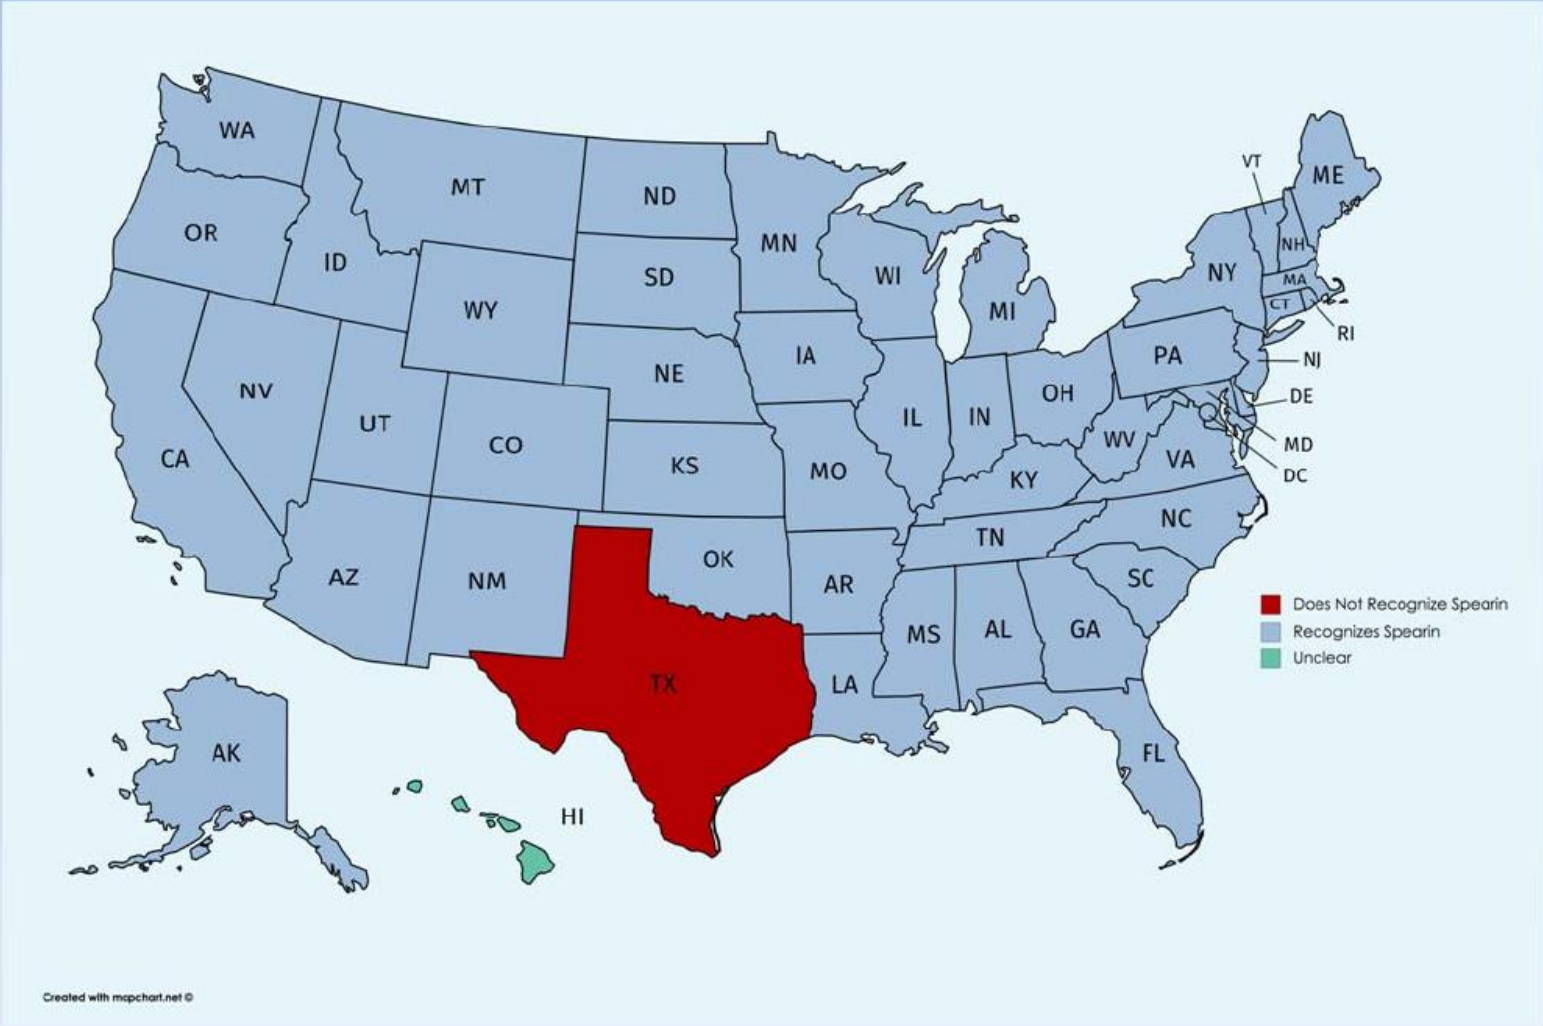 WA
MT
ND
VT
ME
OR
ID
MN
NH
SD
WI
NY
MA
WY
MI
CT
RI
IA
PA
NJ
NE
NV
OH
DE
UT
IL
IN
CO
WV
MD
CA
KS
MO
KY
VA
DC
NC
TN
OK
AZ
NM
AR
SC
Does Not Recognize Spearin
MS
AL
GA
Recognizes Spearin
Unclear
TX
LA
AK
FL
HI
Created with mapchart.net ©